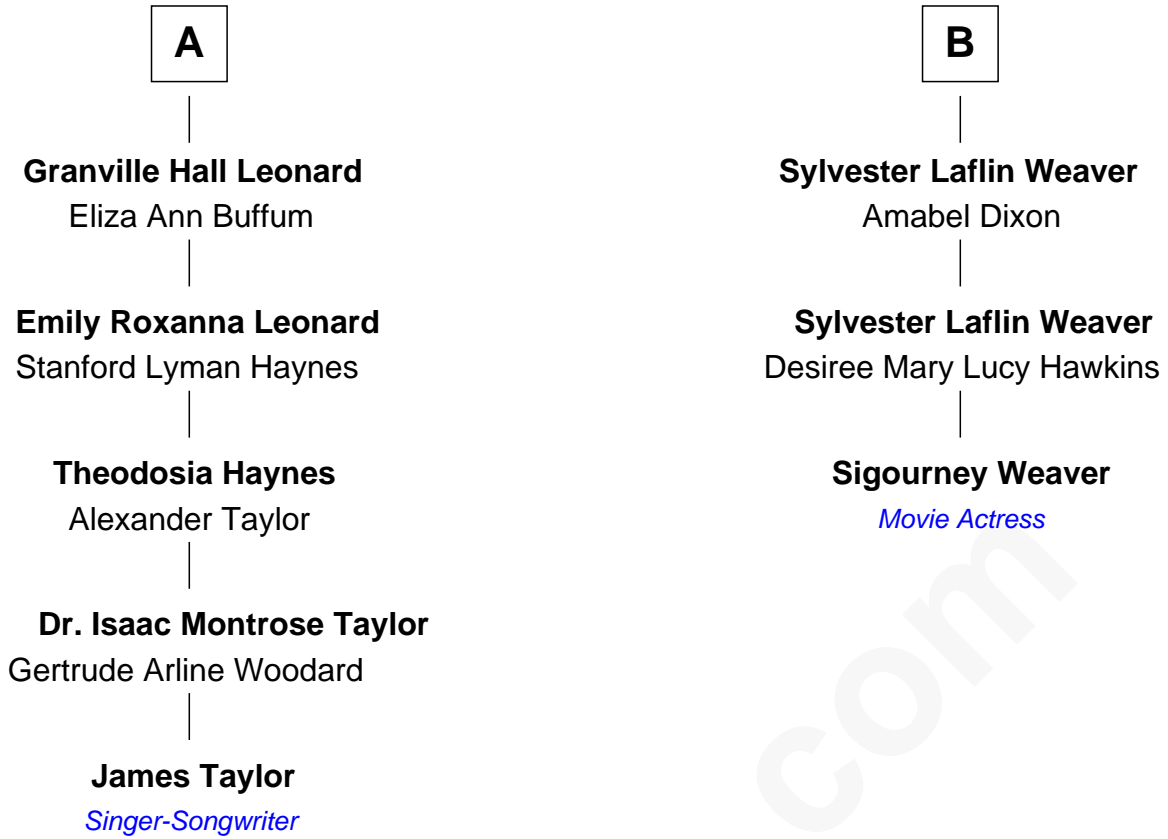 A
Granville Hall Leonard
Eliza Ann Buffum
Emily Roxanna Leonard
Stanford Lyman Haynes
Theodosia Haynes
Alexander Taylor
Dr. Isaac Montrose Taylor
Gertrude Arline Woodard
James Taylor
Singer-Songwriter
B
Sylvester Laflin Weaver
Amabel Dixon
Sylvester Laflin Weaver
Desiree Mary Lucy Hawkins
Sigourney Weaver
Movie Actress
com